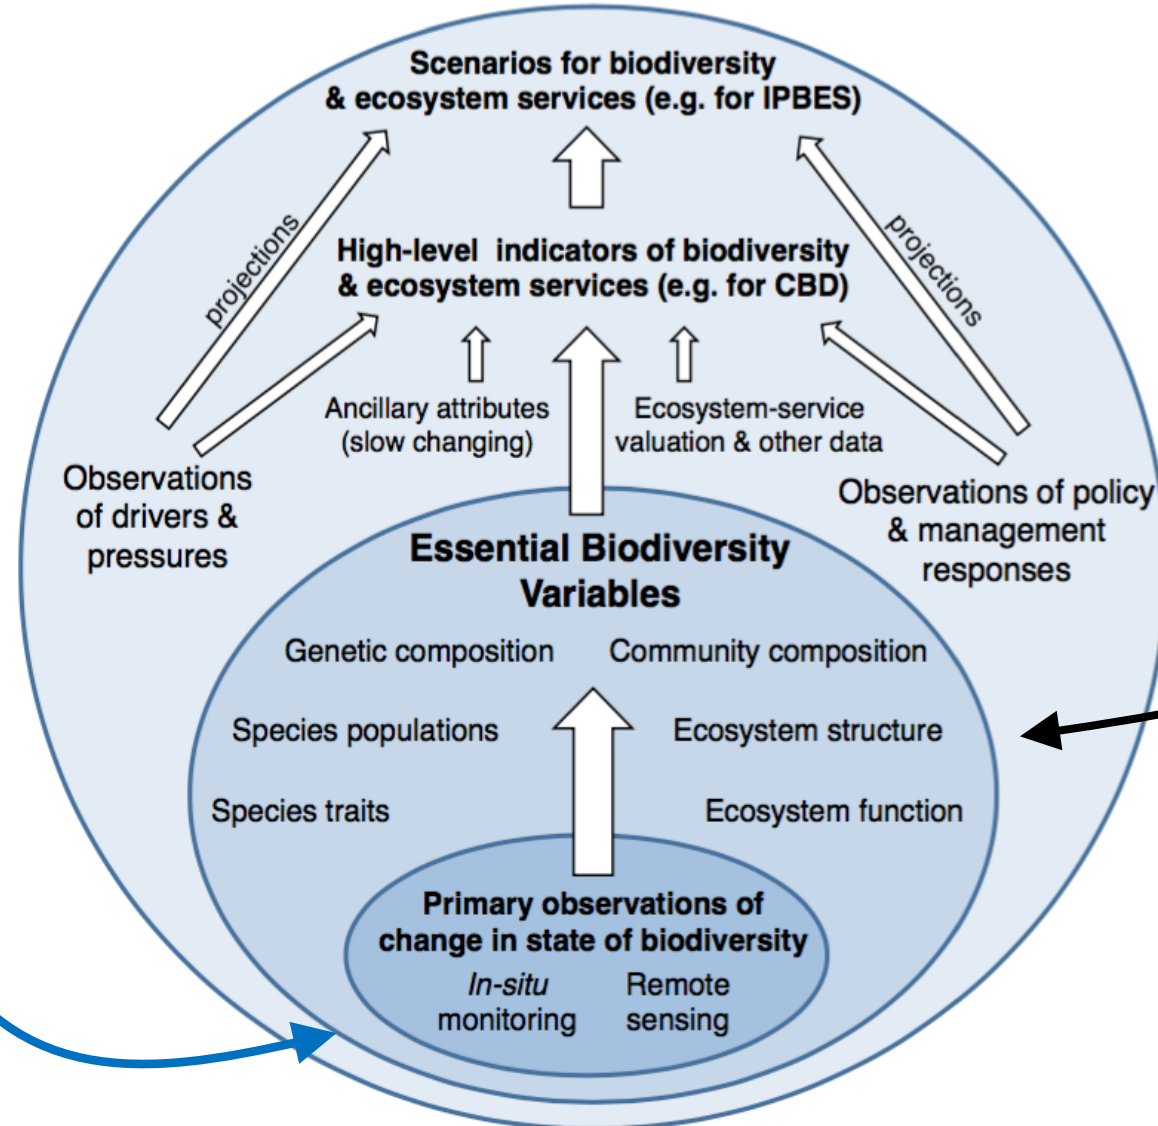 Scenarios for biodiversity
& ecosystem services (e.g. for IPBES)
projections
projections
High-level indicators of biodiversity
& ecosystem services (e.g. for CBD)
Ancillary attributes
(slow changing)
Ecosystem-service
valuation & other data
Observations
of drivers &
pressures
Observations of policy
& management
responses
Essential Biodiversity
Variables
Genetic composition
Community composition
Species populations
Ecosystem structure
Species traits
Ecosystem function
Primary observations of
change in state of biodiversity
In-situ
monitoring
Remote
sensing